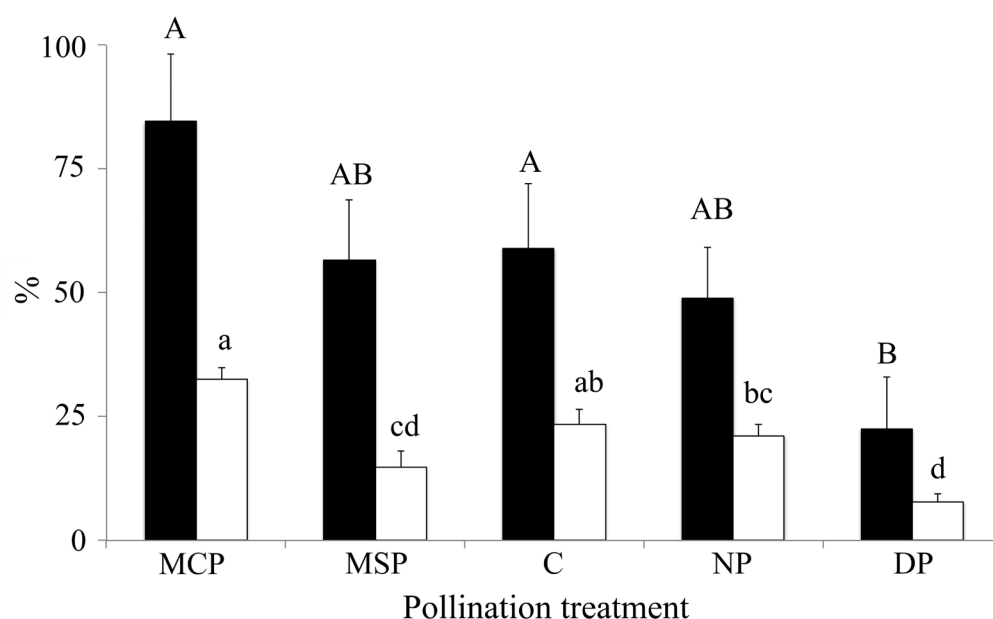 A
100
AB
A
75
AB
%
50
a
B
ab
bc
25
cd
d
0
MCP MSP C NP DP
Pollination treatment